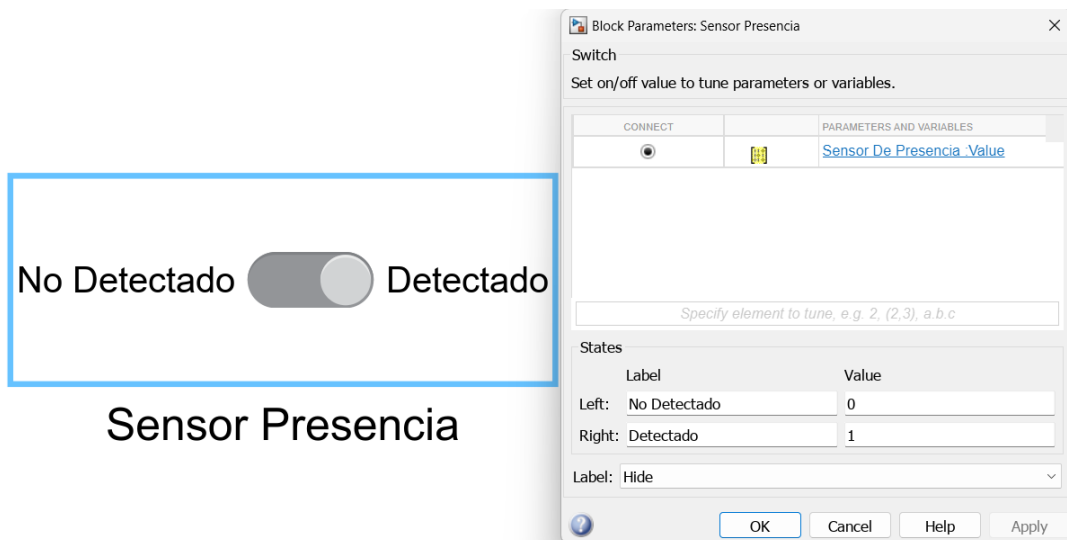 No Detectado
Detectado
Sensor Presencia
Block Parameters: Sensor Presencia
Switch
Set on/off value to tune parameters or variables.
CONNECT PARAMETERS AND VARIABLES
Sensor De Presencia :Value
Specify element to tune, e.g. 2, (2,3), a.b.c
States
Label Value
Left: No Detectado 0
Right: Detectado 1
Label: Hide
? OK Cancel Help Apply